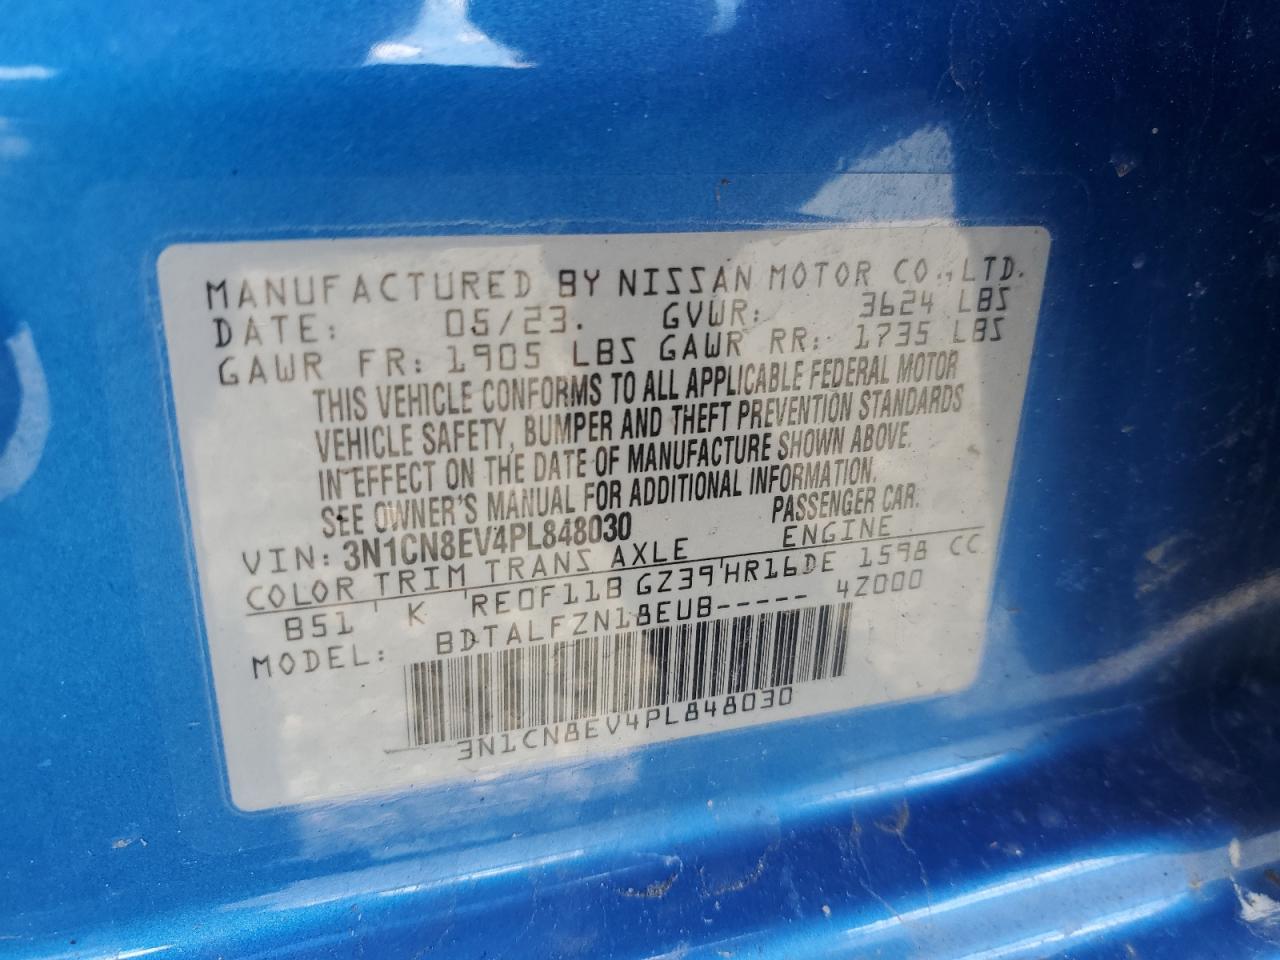 MANUFACTURED BY NISSAN MOTOR CO., LTD.
DATE: 05/23. GVWR: 3624 LBS
GAWR FR: 1905 LBS GAWR RR: 1735 LBS
THIS VEHICLE CONFORMS TO ALL APPLICABLE FEDERAL MOTOR
VEHICLE SAFETY, BUMPER AND THEFT PREVENTION STANDARDS
IN EFFECT ON THE DATE OF MANUFACTURE SHOWN ABOVE.
SEE OWNER'S MANUAL FOR ADDITIONAL INFORMATION.
VIN: 3N1CN8EV4PL848030 PASSENGER CAR.
COLOR TRIM TRANS AXLE ENGINE
B51 K RE0F11B GZ39 HR16DE 1598 CC
MODEL: BDTALFZN18EUB----- 4Z000
3N1CN8EV4PL848030